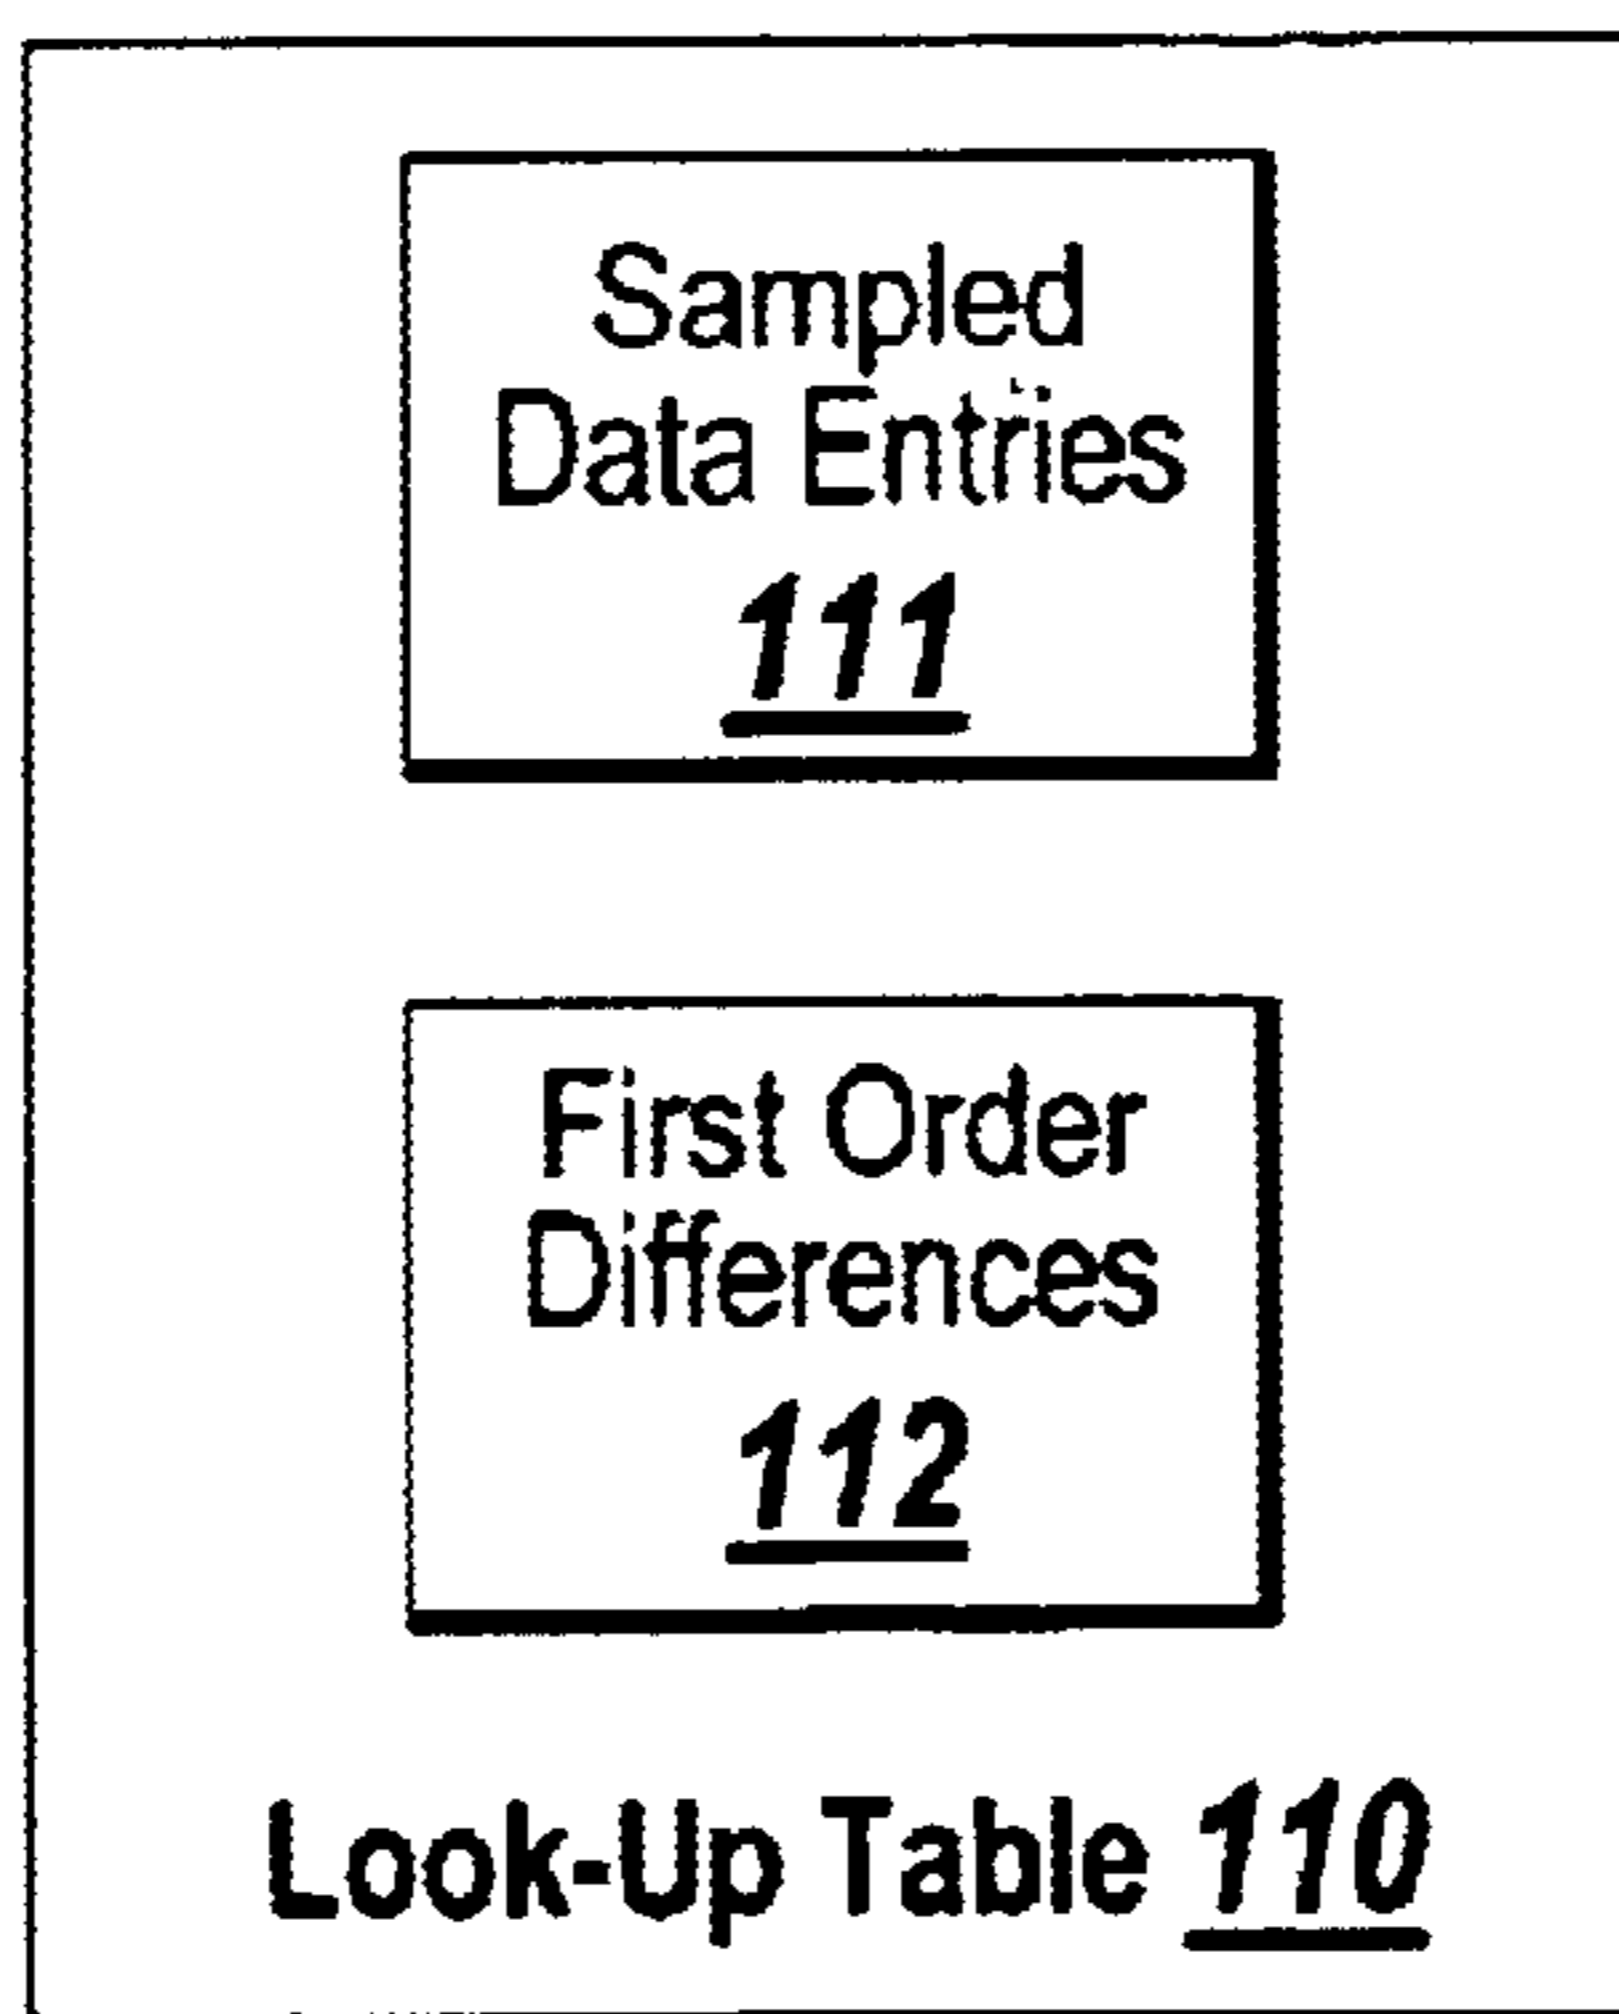 Sampled
Data Entries
111
First Order
Differences
112
Look-Up Table 110